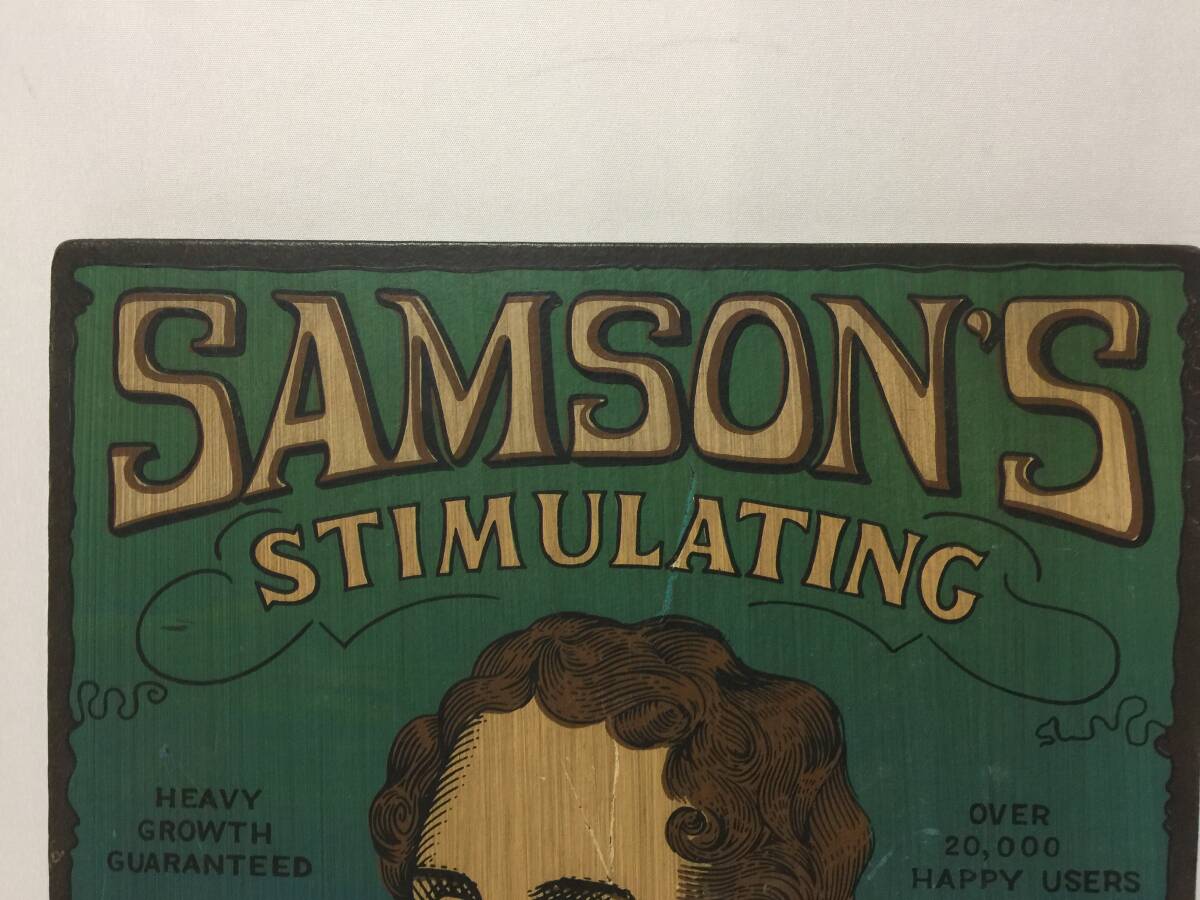 SAMSON'S
STIMULATING
HEAVY
GROWTH
GUARANTEED
OVER
20,000
HAPPY USERS